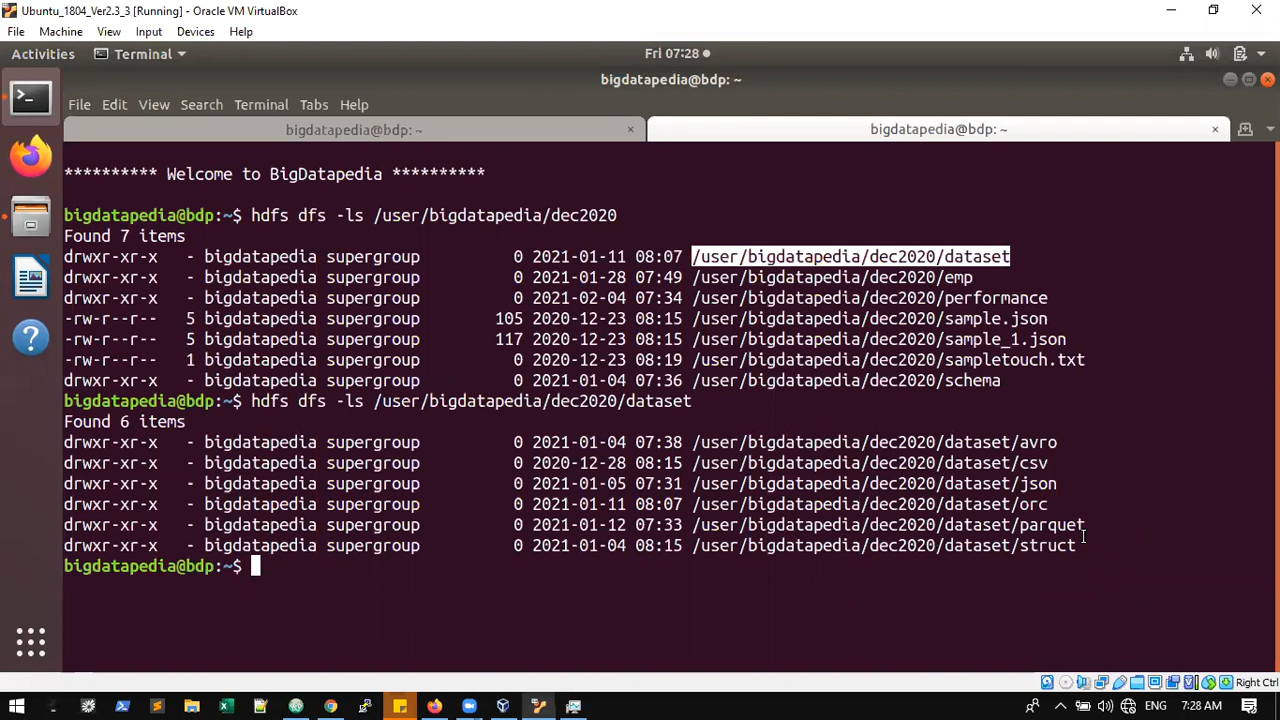 Ubuntu_1804_Ver2.3_3 [Running] - Oracle VM VirtualBox
File Machine View Input Devices Help
Activities Terminal Fri 07:28
bigdatapedia@bdp: ~
File Edit View Search Terminal Tabs Help
bigdatapedia@bdp: ~ × bigdatapedia@bdp: ~ ×
********** Welcome to BigDatapedia **********
bigdatapedia@bdp:~$ hdfs dfs -ls /user/bigdatapedia/dec2020
Found 7 items
drwxr-xr-x - bigdatapedia supergroup 0 2021-01-11 08:07 /user/bigdatapedia/dec2020/dataset
drwxr-xr-x - bigdatapedia supergroup 0 2021-01-28 07:49 /user/bigdatapedia/dec2020/emp
drwxr-xr-x - bigdatapedia supergroup 0 2021-02-04 07:34 /user/bigdatapedia/dec2020/performance
-rw-r--r-- 5 bigdatapedia supergroup 105 2020-12-23 08:15 /user/bigdatapedia/dec2020/sample.json
-rw-r--r-- 5 bigdatapedia supergroup 117 2020-12-23 08:15 /user/bigdatapedia/dec2020/sample_1.json
-rw-r--r-- 1 bigdatapedia supergroup 0 2020-12-23 08:19 /user/bigdatapedia/dec2020/sampletouch.txt
drwxr-xr-x - bigdatapedia supergroup 0 2021-02-04 07:36 /user/bigdatapedia/dec2020/schema
bigdatapedia@bdp:~$ hdfs dfs -ls /user/bigdatapedia/dec2020/dataset
Found 6 items
drwxr-xr-x - bigdatapedia supergroup 0 2021-01-04 07:38 /user/bigdatapedia/dec2020/dataset/avro
drwxr-xr-x - bigdatapedia supergroup 0 2020-12-28 08:15 /user/bigdatapedia/dec2020/dataset/csv
drwxr-xr-x - bigdatapedia supergroup 0 2021-01-05 07:31 /user/bigdatapedia/dec2020/dataset/json
drwxr-xr-x - bigdatapedia supergroup 0 2021-01-11 08:07 /user/bigdatapedia/dec2020/dataset/orc
drwxr-xr-x - bigdatapedia supergroup 0 2021-01-12 07:33 /user/bigdatapedia/dec2020/dataset/parquet
drwxr-xr-x - bigdatapedia supergroup 0 2021-01-04 08:15 /user/bigdatapedia/dec2020/dataset/struct
bigdatapedia@bdp:~$
Right Ctrl
7:28 AM